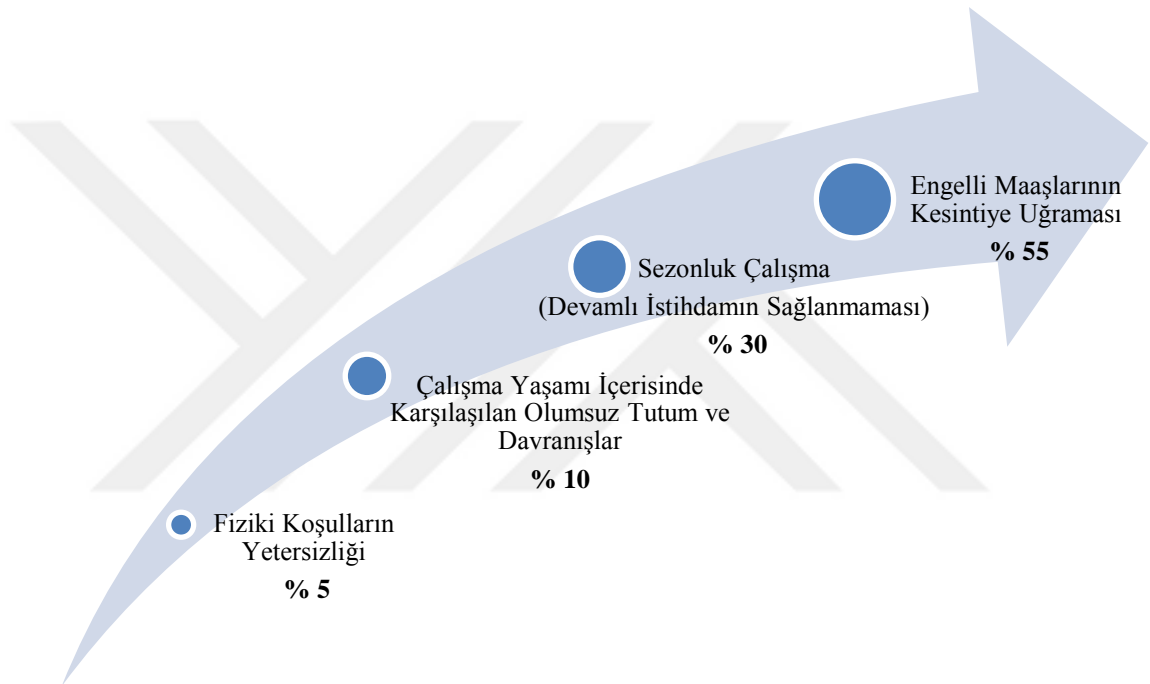 Engelli Maaşlarının
Kesintiye Uğraması
% 55
Sezonluk Çalışma
(Devamlı İstihdamın Sağlanmaması)
% 30
Çalışma Yaşamı İçerisinde
Karşılaşılan Olumsuz Tutum ve
Davranışlar
% 10
Fiziki Koşulların
Yetersizliği
% 5